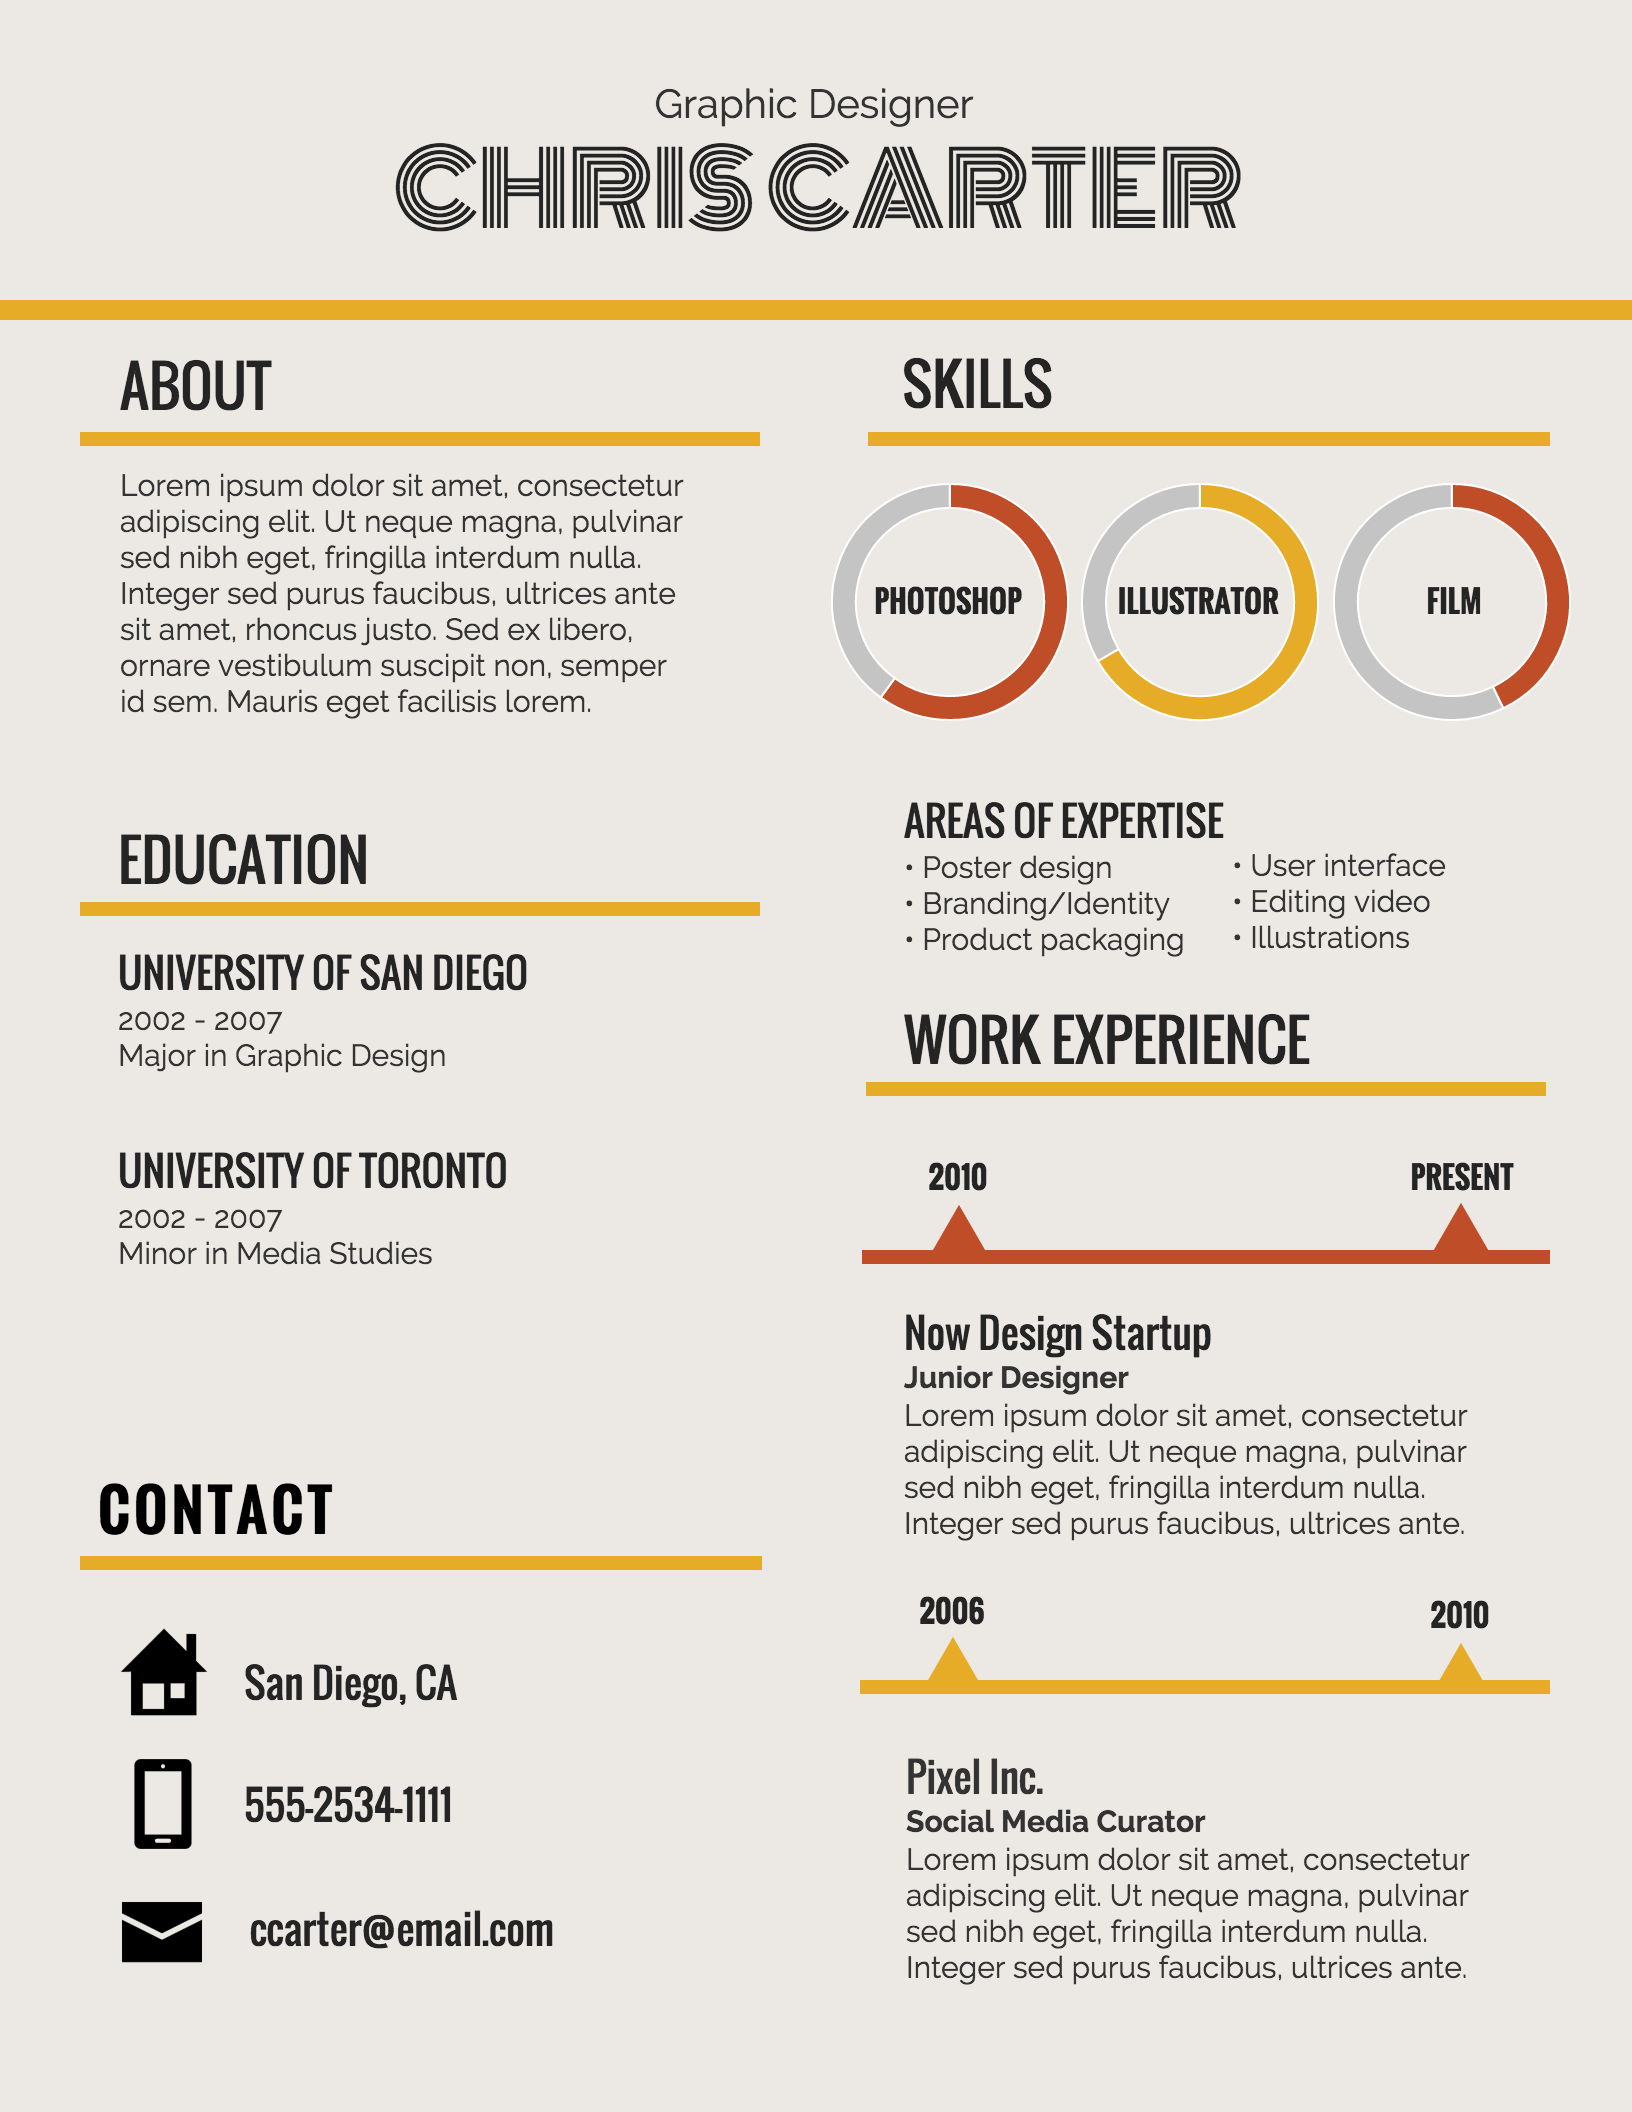 Graphic Designer
CHRIS CARTER
ABOUT
Lorem ipsum dolor sit amet, consectetur
adipiscing elit. Ut neque magna, pulvinar
sed nibh eget, fringilla interdum nulla.
Integer sed purus faucibus, ultrices ante
sit amet, rhoncus justo. Sed ex libero,
ornare vestibulum suscipit non, semper
id sem. Mauris eget facilisis lorem.
EDUCATION
UNIVERSITY OF SAN DIEGO
2002 - 2007
Major in Graphic Design
UNIVERSITY OF TORONTO
2002 - 2007
Minor in Media Studies
CONTACT
San Diego, CA
555-2534-1111
ccarter@email.com
SKILLS
PHOTOSHOP
ILLUSTRATOR
FILM
AREAS OF EXPERTISE
• Poster design
• Branding/Identity
• Product packaging
• User interface
• Editing video
• Illustrations
WORK EXPERIENCE
2010
PRESENT
Now Design Startup
Junior Designer
Lorem ipsum dolor sit amet, consectetur
adipiscing elit. Ut neque magna, pulvinar
sed nibh eget, fringilla interdum nulla.
Integer sed purus faucibus, ultrices ante.
2006
2010
Pixel Inc.
Social Media Curator
Lorem ipsum dolor sit amet, consectetur
adipiscing elit. Ut neque magna, pulvinar
sed nibh eget, fringilla interdum nulla.
Integer sed purus faucibus, ultrices ante.